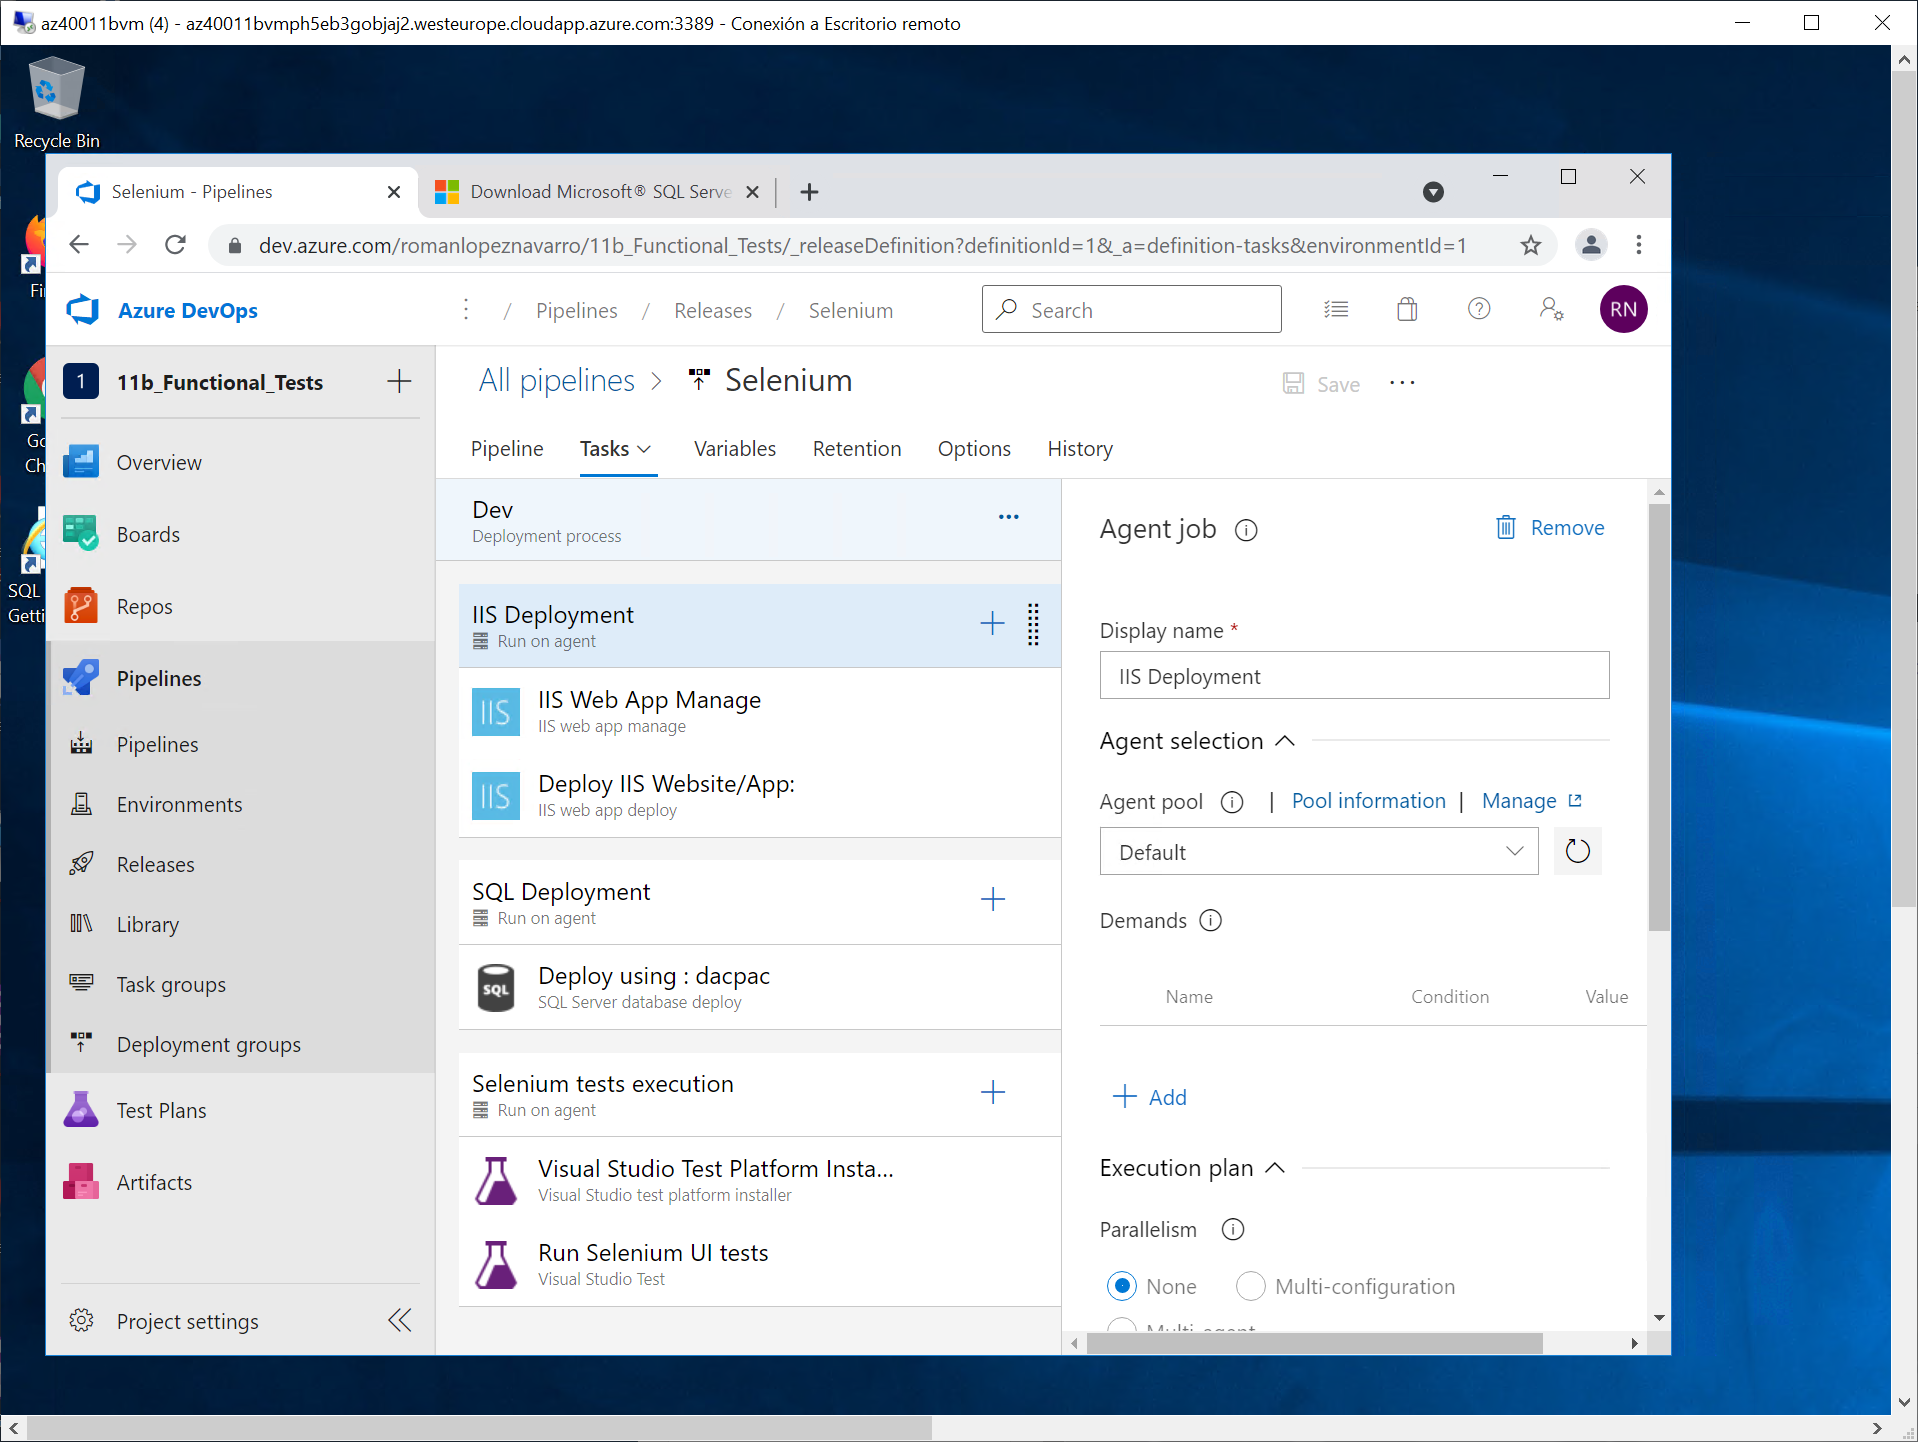 az40011bvm (4) - az40011bvmph5eb3gobjaj2.westeurope.cloudapp.azure.com:3389 - Conexión a Escritorio remoto
Recycle Bin
Selenium - Pipelines
Download Microsoft® SQL Serve
dev.azure.com/romanlopeznavarro/11b_Functional_Tests/_releaseDefinition?definitionId=1&_a=definition-tasks&environmentId=1
Fi
Go
Ch
SQL
Getti
Azure DevOps
/ Pipelines / Releases / Selenium
Search
RN
1
11b_Functional_Tests
Overview
Boards
Repos
Pipelines
Pipelines
Environments
Releases
Library
Task groups
Deployment groups
Test Plans
Artifacts
Project settings
All pipelines > Selenium
Save
Pipeline
Tasks
Variables
Retention
Options
History
Dev
Deployment process
IIS Deployment
Run on agent
IIS
IIS Web App Manage
IIS web app manage
IIS
Deploy IIS Website/App:
IIS web app deploy
SQL Deployment
Run on agent
SQL
Deploy using : dacpac
SQL Server database deploy
Selenium tests execution
Run on agent
Visual Studio Test Platform Insta...
Visual Studio test platform installer
Run Selenium UI tests
Visual Studio Test
Agent job
Remove
Display name *
IIS Deployment
Agent selection
Agent pool | Pool information | Manage
Default
Demands
Name Condition Value
Add
Execution plan
Parallelism
None
Multi-configuration
Multi-agent